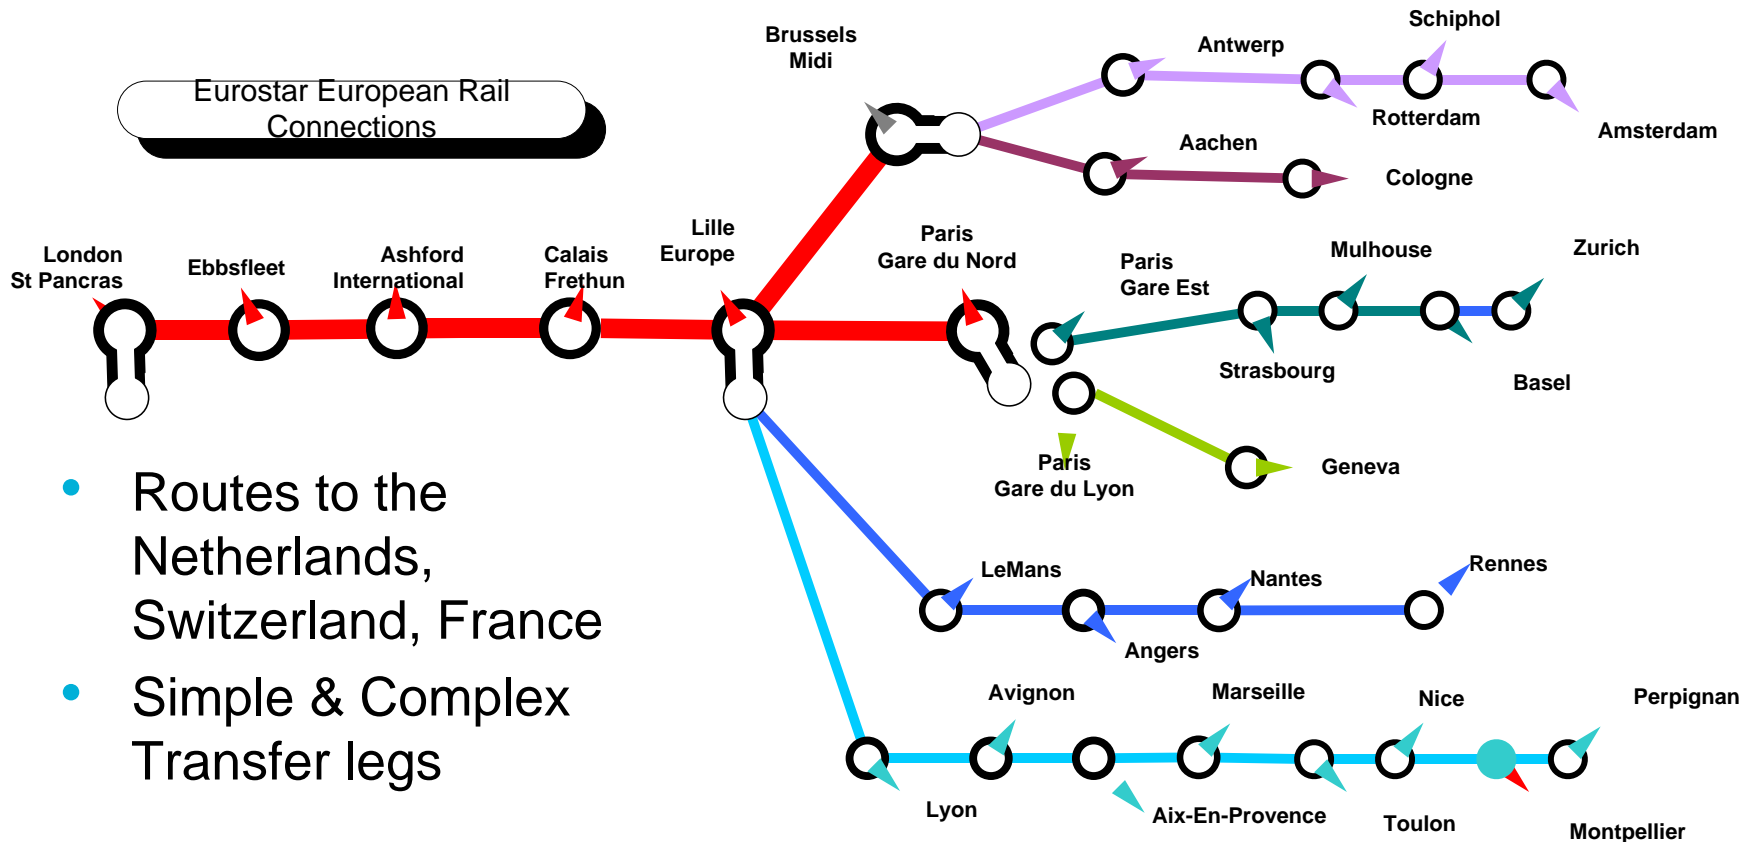 Eurostar European Rail
Connections
Brussels
Midi
Antwerp
Schiphol
Rotterdam
Amsterdam
Aachen
Cologne
London
St Pancras
Ebbsfleet
Ashford
International
Calais
Frethun
Lille
Europe
Paris
Gare du Nord
Paris
Gare Est
Mulhouse
Zurich
Strasbourg
Basel
Paris
Gare du Lyon
Geneva
• Routes to the
Netherlands,
Switzerland, France
• Simple & Complex
Transfer legs
LeMans
Angers
Nantes
Rennes
Avignon
Marseille
Nice
Perpignan
Lyon
Aix-En-Provence
Toulon
Montpellier